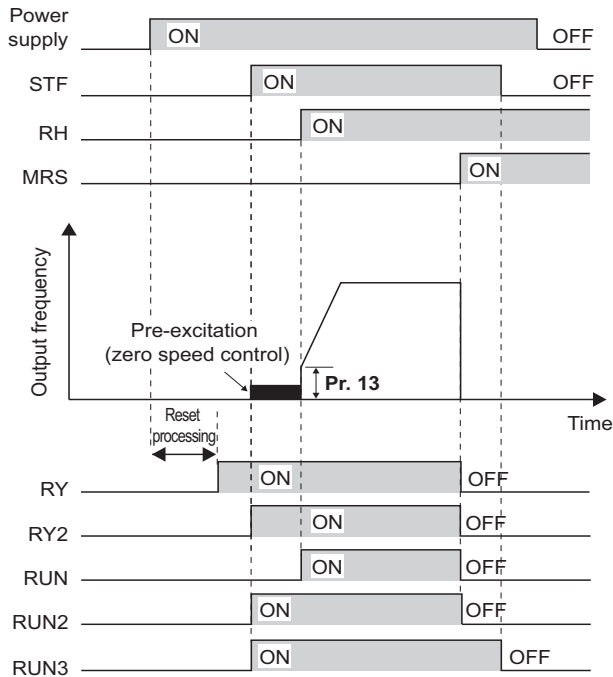 Power
supply
ON
OFF
STF
ON
OFF
RH
ON
MRS
ON
Output frequency
Pre-excitation
(zero speed control)
Pr. 13
Time
Reset
processing
RY
ON
OFF
RY2
ON
OFF
RUN
ON
OFF
RUN2
ON
OFF
RUN3
ON
OFF